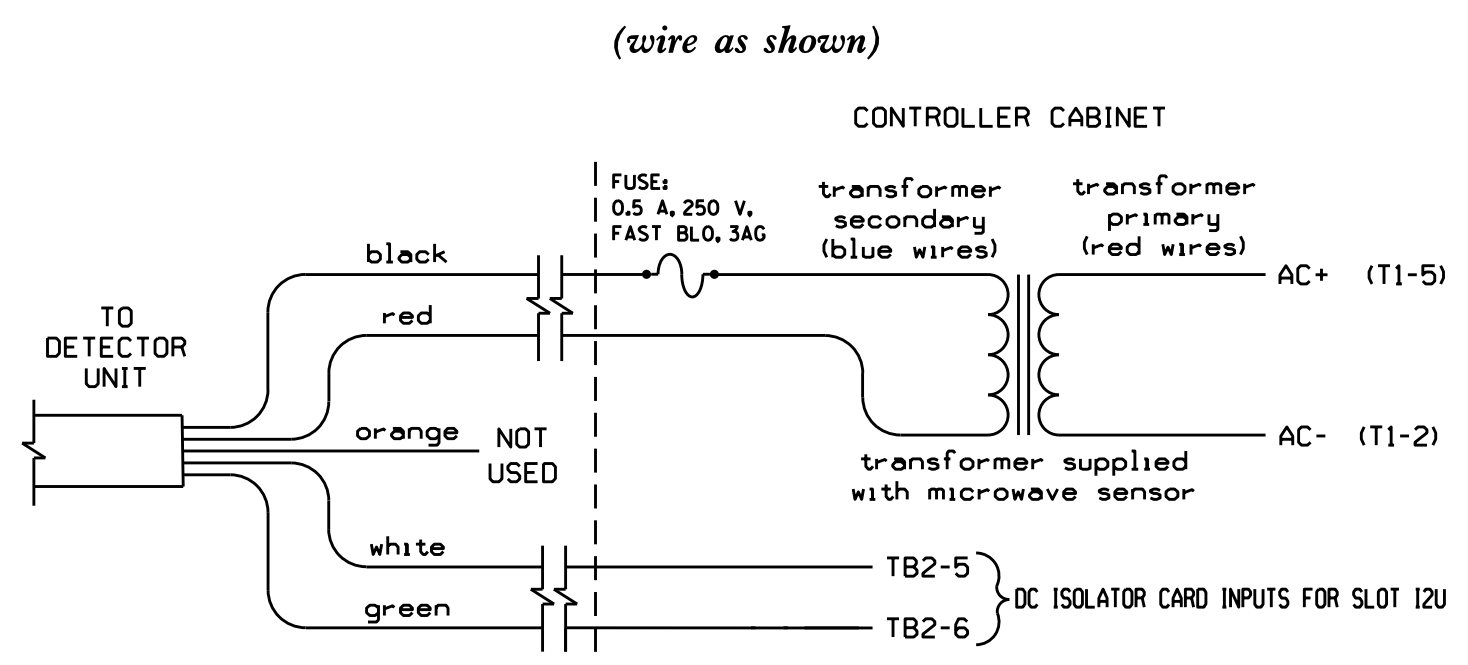 (wire as shown)
CONTROLLER CABINET
FUSE:
0.5 A, 250 V,
FAST BLO, 3AG
transformer
secondary
(blue wires)
transformer
primary
(red wires)
black
AC+ (T1-5)
red
TO
DETECTOR
UNIT
orange
NOT
USED
AC- (T1-2)
transformer supplied
with microwave sensor
white
TB2-5
DC ISOLATOR CARD INPUTS FOR SLOT I2U
green
TB2-6